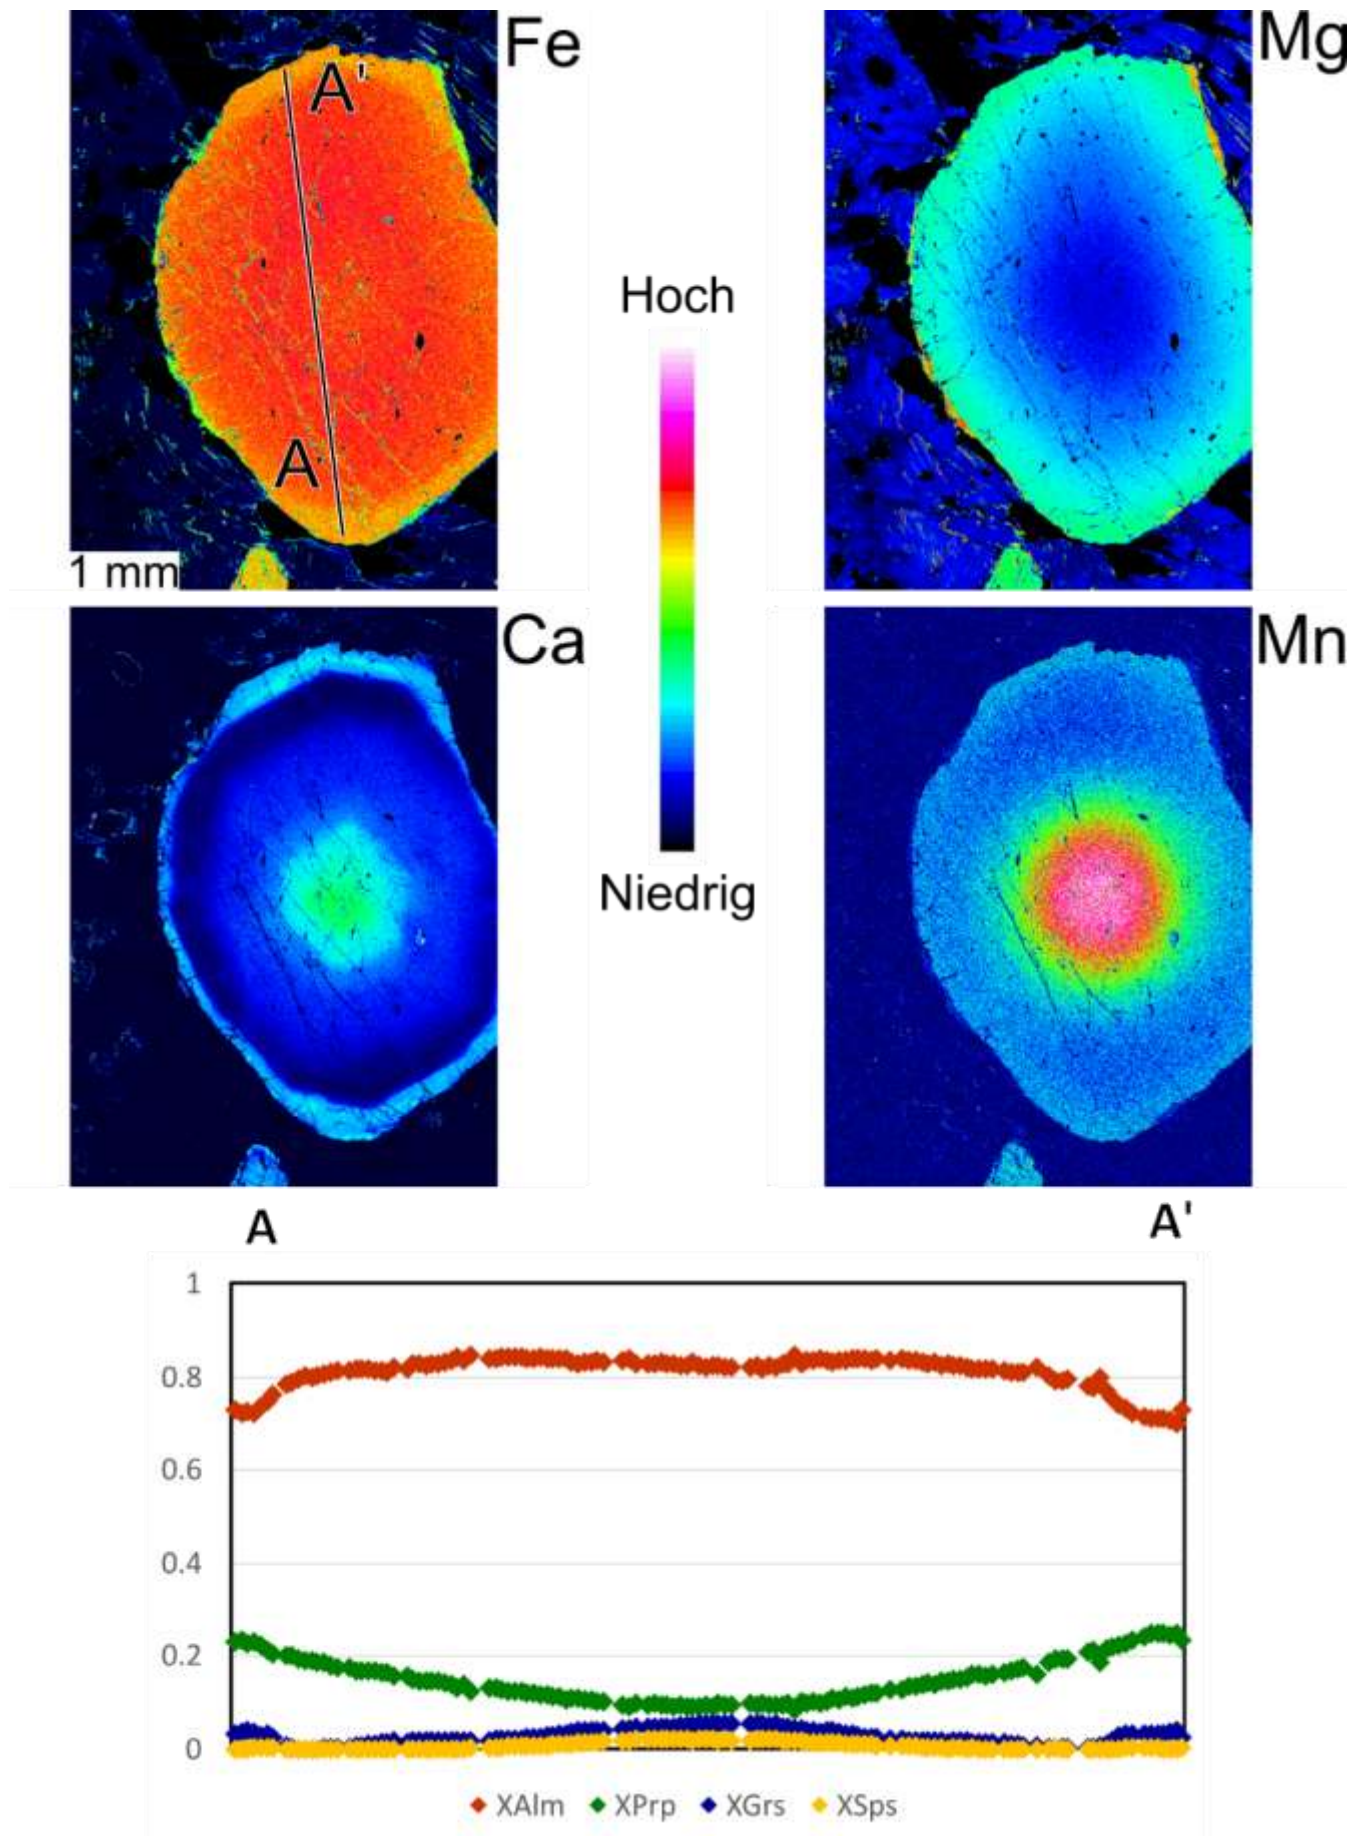 Fe
Mg
A'
Hoch
A
1 mm
Ca
Mn
Niedrig
A
A'
1
0.8
0.6
0.4
0.2
0
XAlm XPrp XGrs XSps